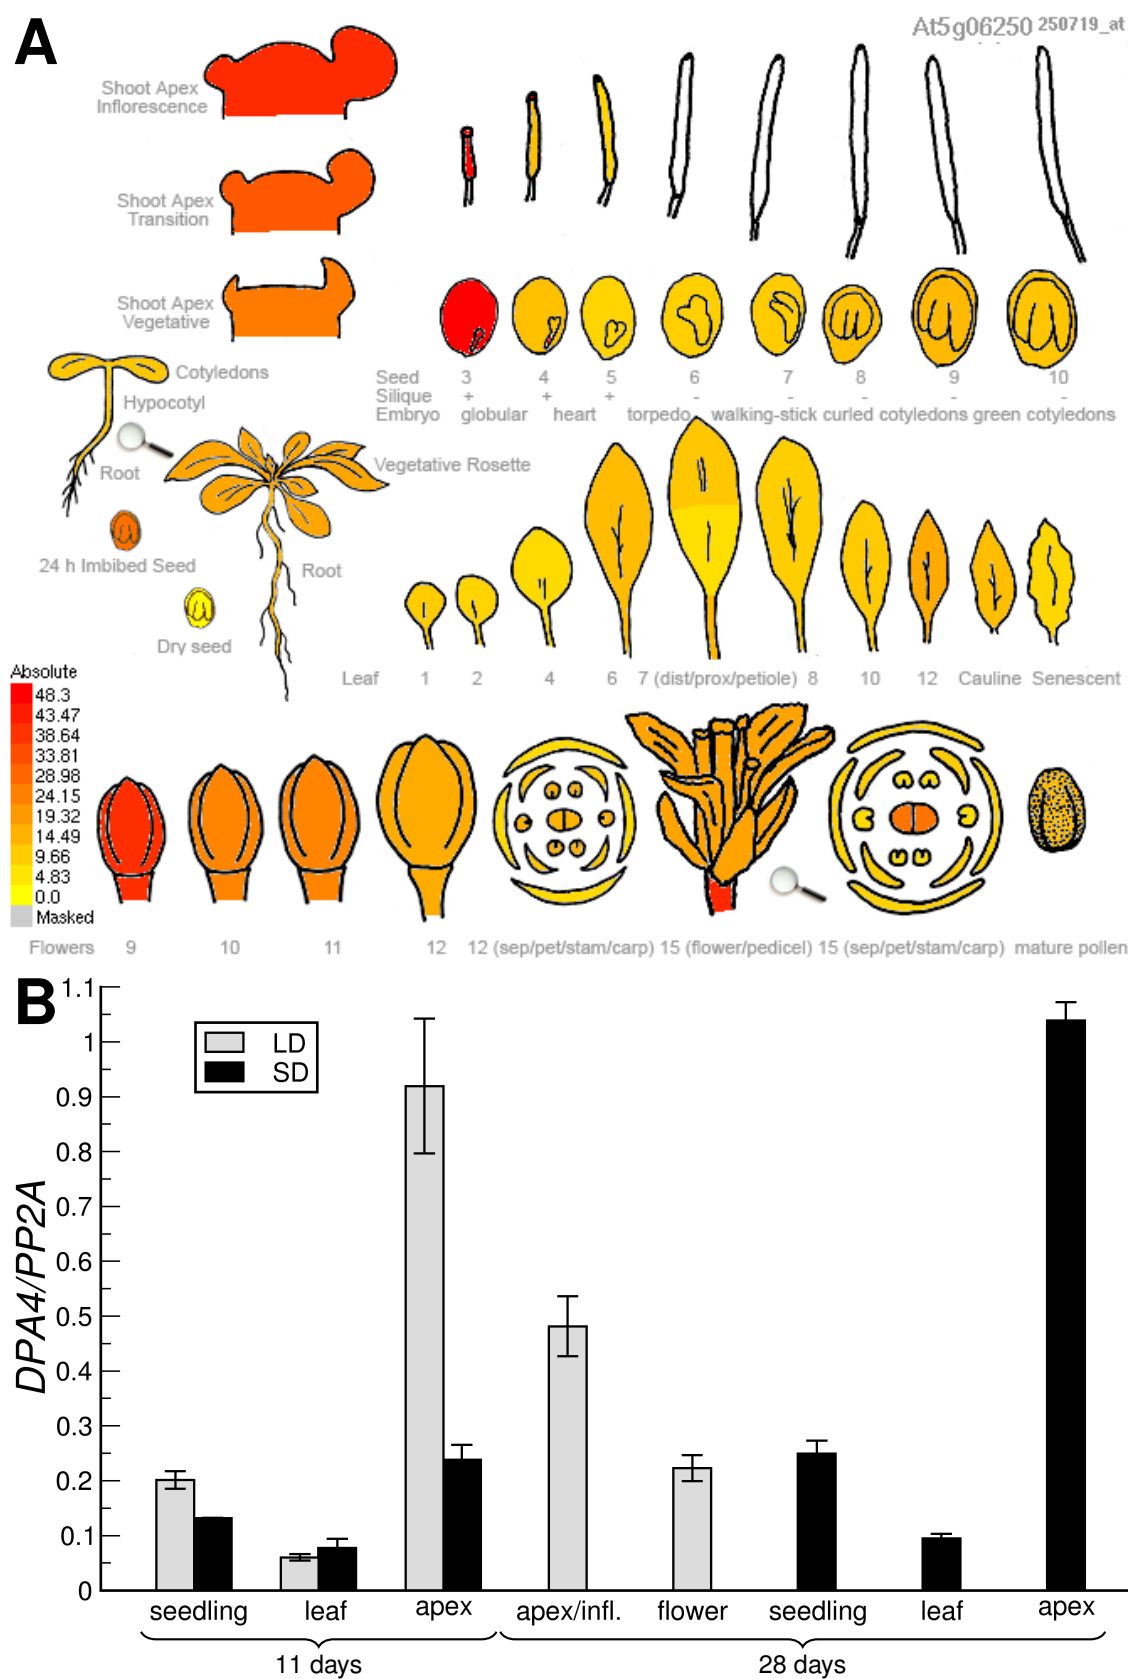 A
At5g06250 250719_at
Shoot Apex
Inflorescence
Shoot Apex
Transition
Shoot Apex
Vegetative
Cotyledons
Hypocotyl
Root
Vegetative Rosette
24 h Imbibed Seed
Root
Dry seed
Seed 3 4 5 6 7 8 9 10
Silique + + + - - - - -
Embryo globular heart torpedo walking-stick curled cotyledons green cotyledons
Leaf 1 2 4 6 7 (dist/prox/petiole) 8 10 12 Cauline Senescent
Absolute
48.3
43.47
38.64
33.81
28.98
24.15
19.32
14.49
9.66
4.83
0.0
Masked
Flowers 9 10 11 12 12 (sep/pet/stam/carp) 15 (flower/pedicel) 15 (sep/pet/stam/carp) mature pollen
B
DPA4/PP2A
1.1
1
0.9
0.8
0.7
0.6
0.5
0.4
0.3
0.2
0.1
0
LD
SD
seedling leaf apex apex/infl. flower seedling leaf apex
11 days 28 days